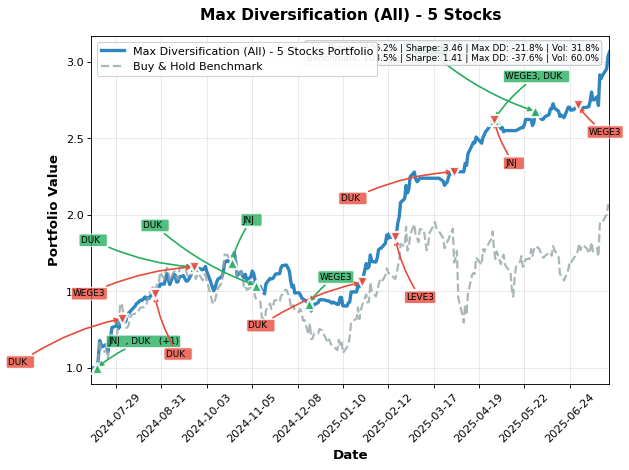 Max Diversification (All) - 5 Stocks
Max Diversification (All) - 5 Stocks Portfolio
Buy & Hold Benchmark
| Sharpe: 3.46 | Max DD: -21.8% | Vol: 31.8%
| Sharpe: 1.41 | Max DD: -37.6% | Vol: 60.0%
WEGE3, DUK
WEGE3
JNJ
DUK
JNJ
DUK
DUK
WEGE3
WEGE3
LEVE3
DUK
JNJ , DUK (+1)
DUK
DUK
Portfolio Value
3.0
2.5
2.0
1.5
1.0
2024-07-29
2024-08-31
2024-10-03
2024-11-05
2024-12-08
2025-01-10
2025-02-12
2025-03-17
2025-04-19
2025-05-22
2025-06-24
Date